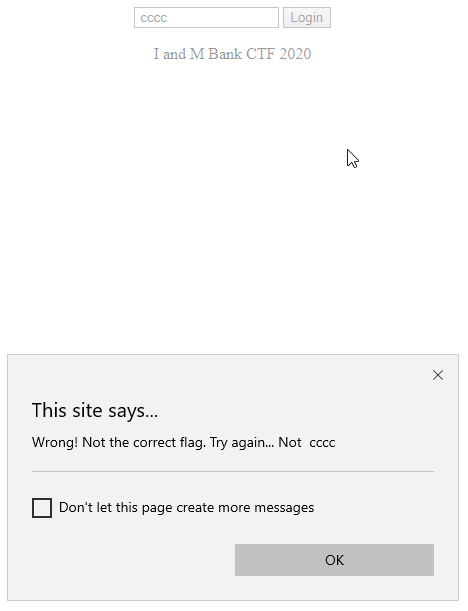 cccc Login
I and M Bank CTF 2020
This site says...
Wrong! Not the correct flag. Try again... Not  cccc
Don't let this page create more messages
OK